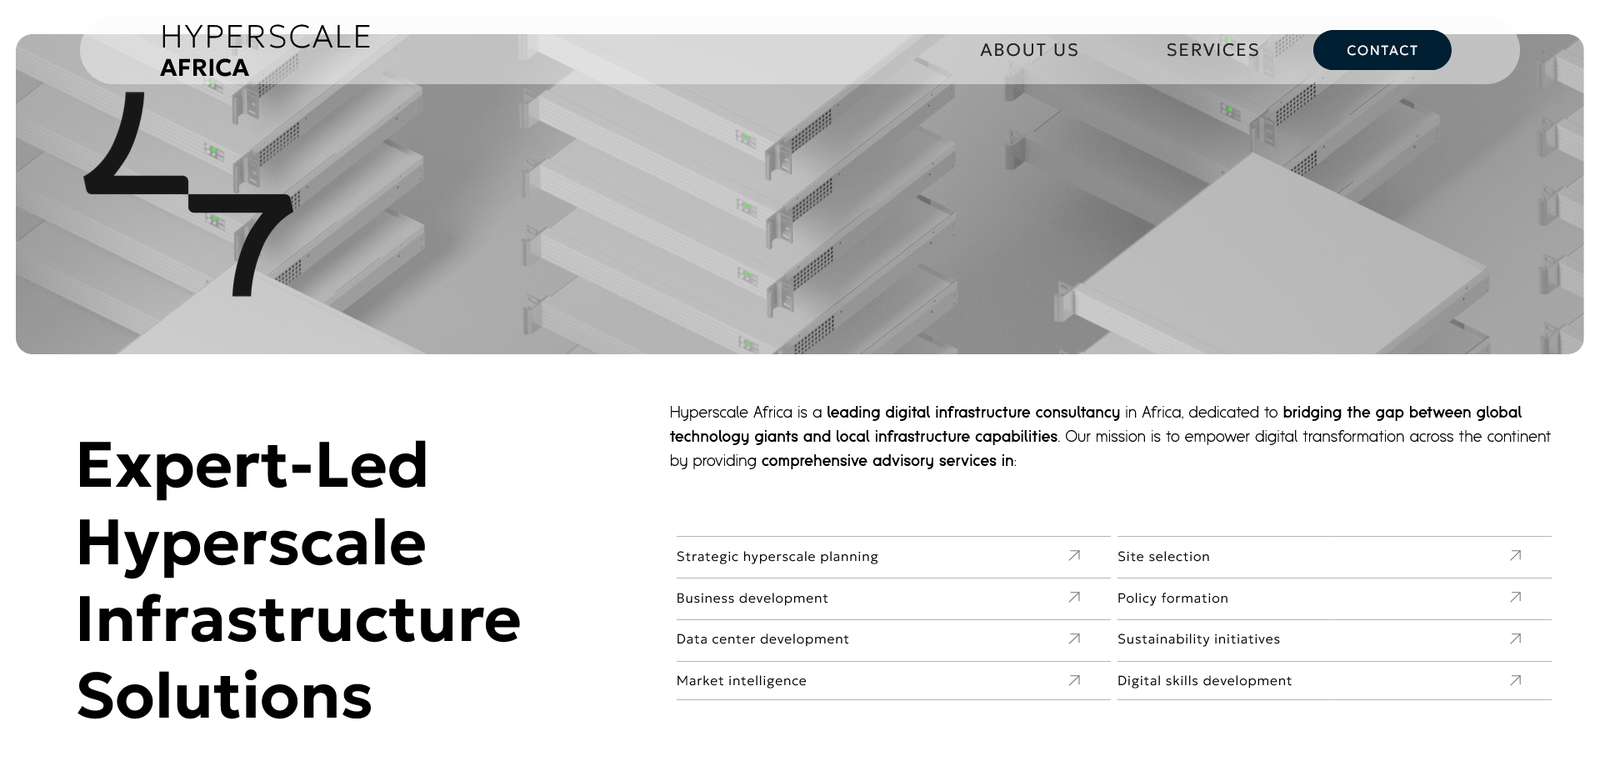 HYPERSCALE
AFRICA
ABOUT US
SERVICES
CONTACT
Expert-Led
Hyperscale
Infrastructure
Solutions
Hyperscale Africa is a leading digital infrastructure consultancy in Africa, dedicated to bridging the gap between global
technology giants and local infrastructure capabilities. Our mission is to empower digital transformation across the continent
by providing comprehensive advisory services in:
Strategic hyperscale planning
Business development
Data center development
Market intelligence
Site selection
Policy formation
Sustainability initiatives
Digital skills development